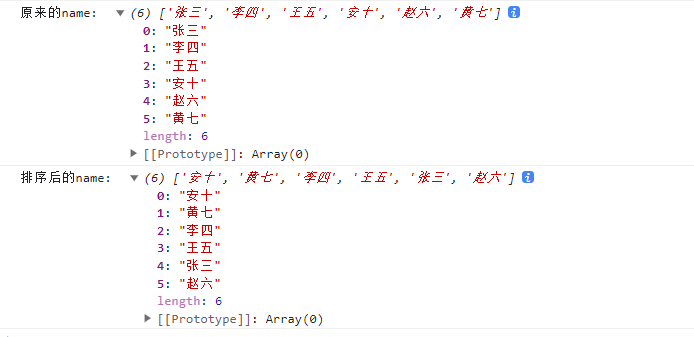 原来的name: ▼ (6) ['张三', '李四', '王五', '安十', '赵六', '黄七'] i
0: "张三"
1: "李四"
2: "王五"
3: "安十"
4: "赵六"
5: "黄七"
length: 6
▶ [[Prototype]]: Array(0)
排序后的name: ▼ (6) ['安十', '黄七', '李四', '王五', '张三', '赵六'] i
0: "安十"
1: "黄七"
2: "李四"
3: "王五"
4: "张三"
5: "赵六"
length: 6
▶ [[Prototype]]: Array(0)